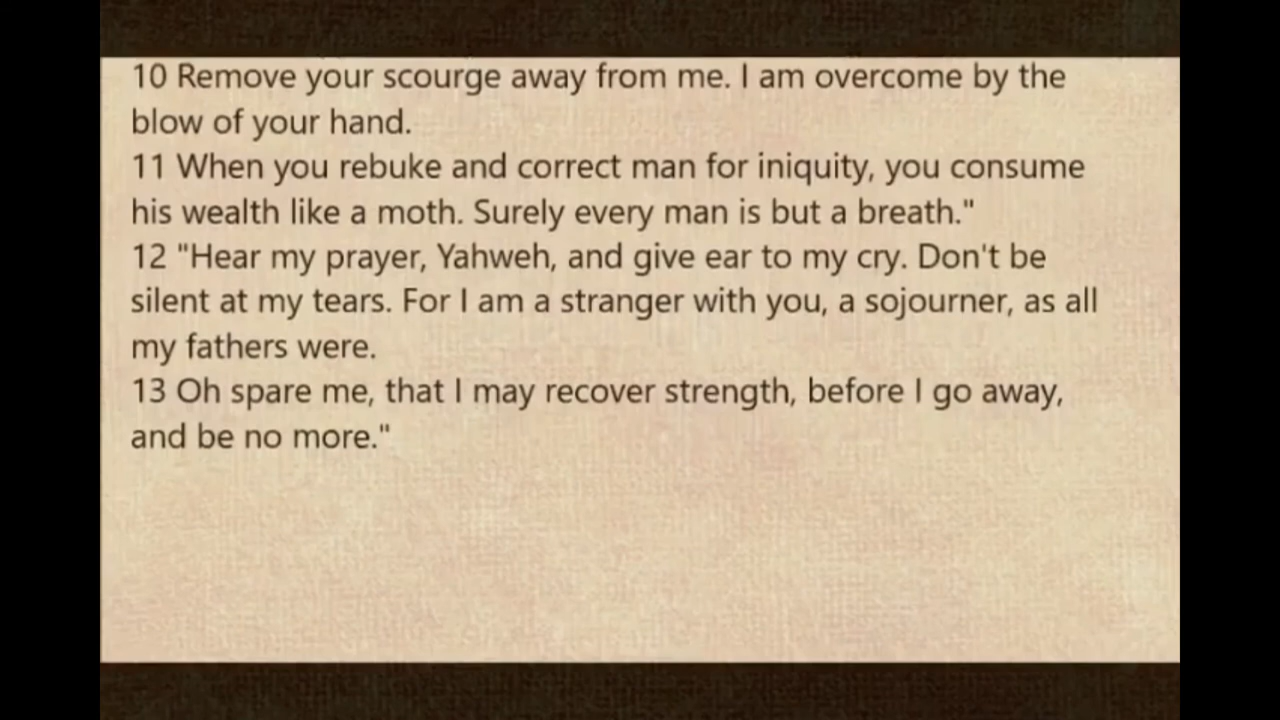 10 Remove your scourge away from me. I am overcome by the
blow of your hand.
11 When you rebuke and correct man for iniquity, you consume
his wealth like a moth. Surely every man is but a breath."
12 "Hear my prayer, Yahweh, and give ear to my cry. Don't be
silent at my tears. For I am a stranger with you, a sojourner, as all
my fathers were.
13 Oh spare me, that I may recover strength, before I go away,
and be no more."